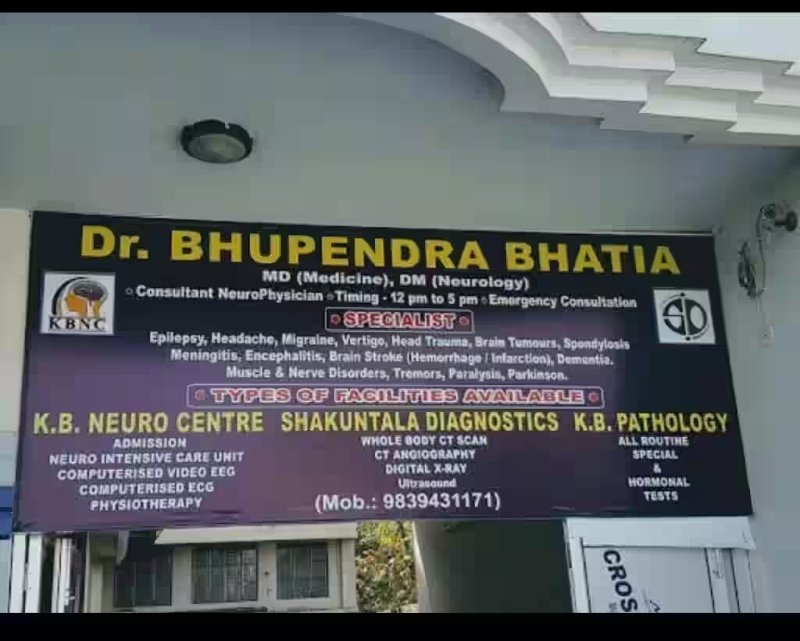 Dr. BHUPENDRA BHATIA
MD (Medicine), DM (Neurology)
Consultant NeuroPhysician Timing - 12 pm to 5 pm Emergency Consultation
KBNC
SD
SPECIALIST
Epilepsy, Headache, Migraine, Vertigo, Head Trauma, Brain Tumours, Spondylosis
Meningitis, Encephalitis, Brain Stroke (Hemorrhage / Infarction), Dementia.
Muscle & Nerve Disorders, Tremors, Paralysis, Parkinson.
TYPES OF FACILITIES AVAILABLE
K.B. NEURO CENTRE
ADMISSION
NEURO INTENSIVE CARE UNIT
COMPUTERISED VIDEO EEG
COMPUTERISED ECG
PHYSIOTHERAPY
SHAKUNTALA DIAGNOSTICS
WHOLE BODY CT SCAN
CT ANGIOGRAPHY
DIGITAL X-RAY
Ultrasound
(Mob.: 9839431171)
K.B. PATHOLOGY
ALL ROUTINE
SPECIAL
&
HORMONAL
TESTS
CROS